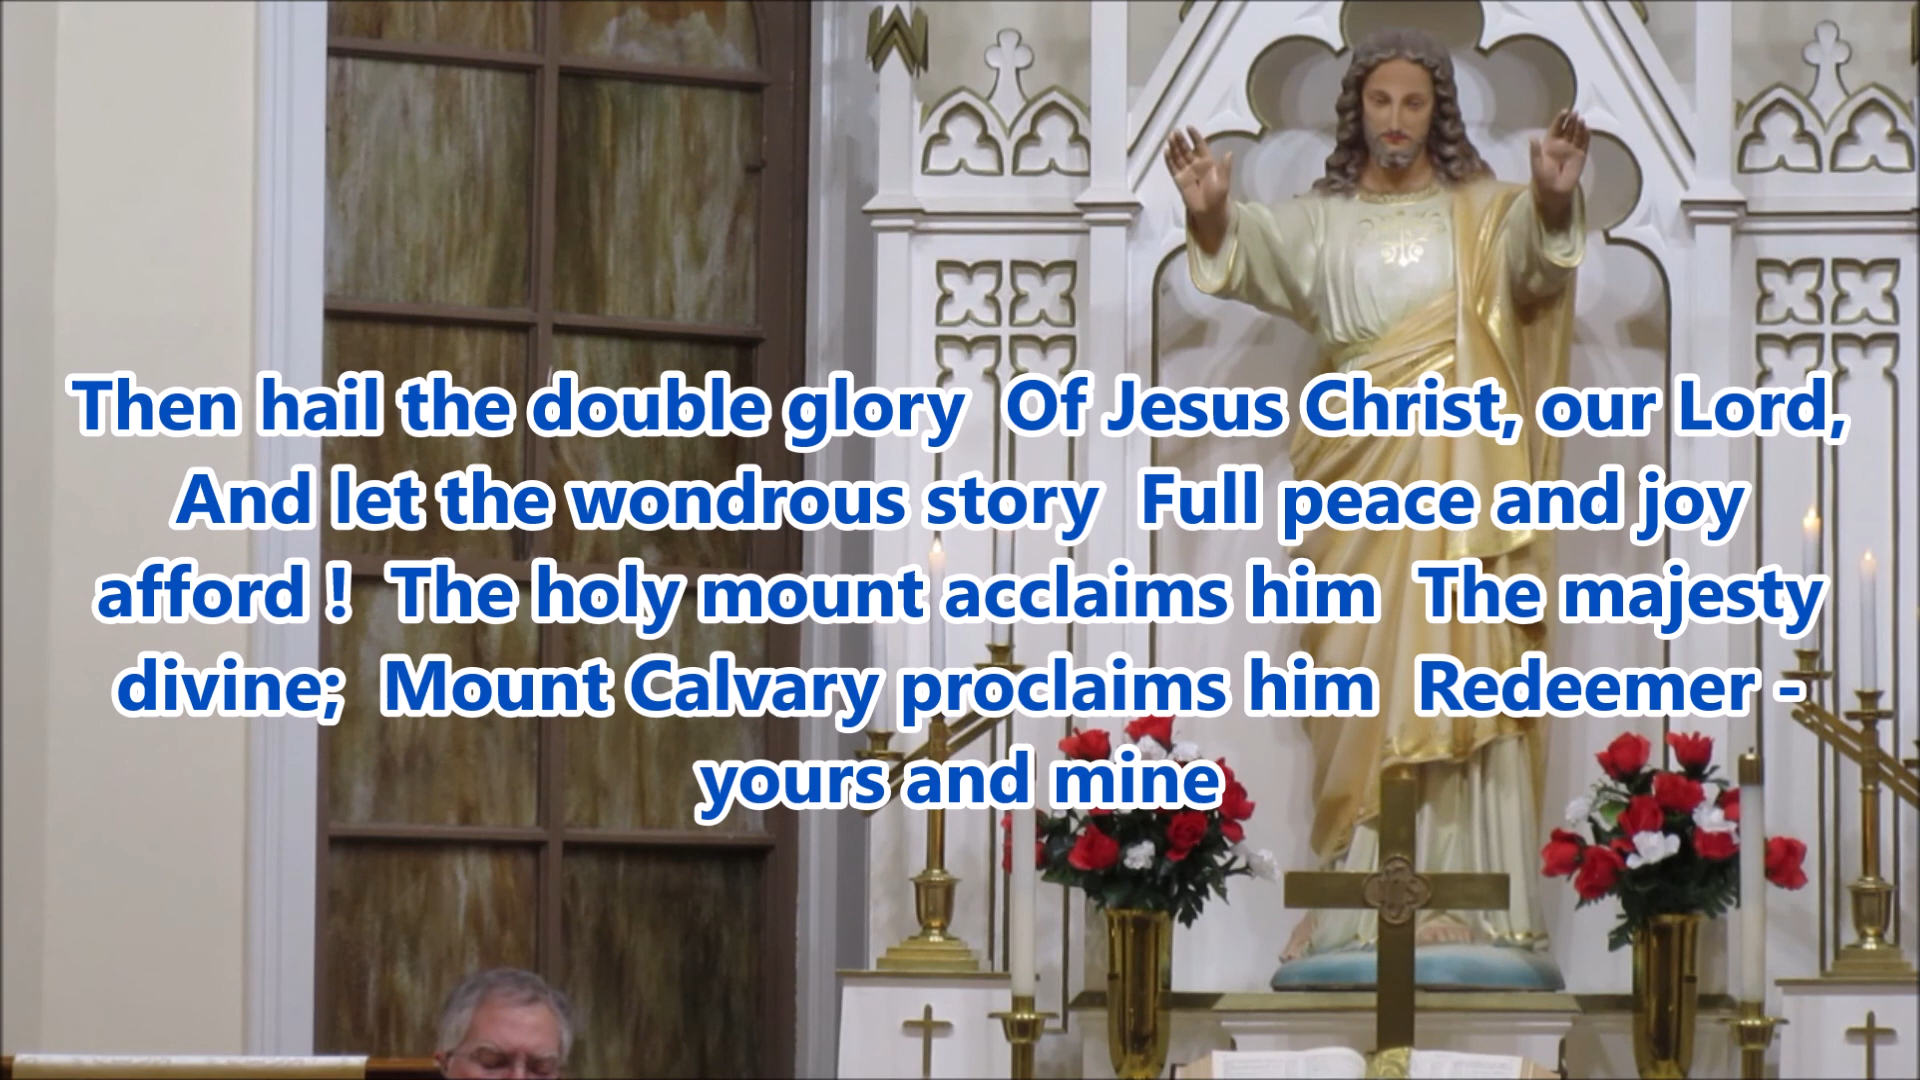 Then hail the double glory  Of Jesus Christ, our Lord,
And let the wondrous story  Full peace and joy
afford !  The holy mount acclaims him  The majesty
divine;  Mount Calvary proclaims him  Redeemer -
yours and mine